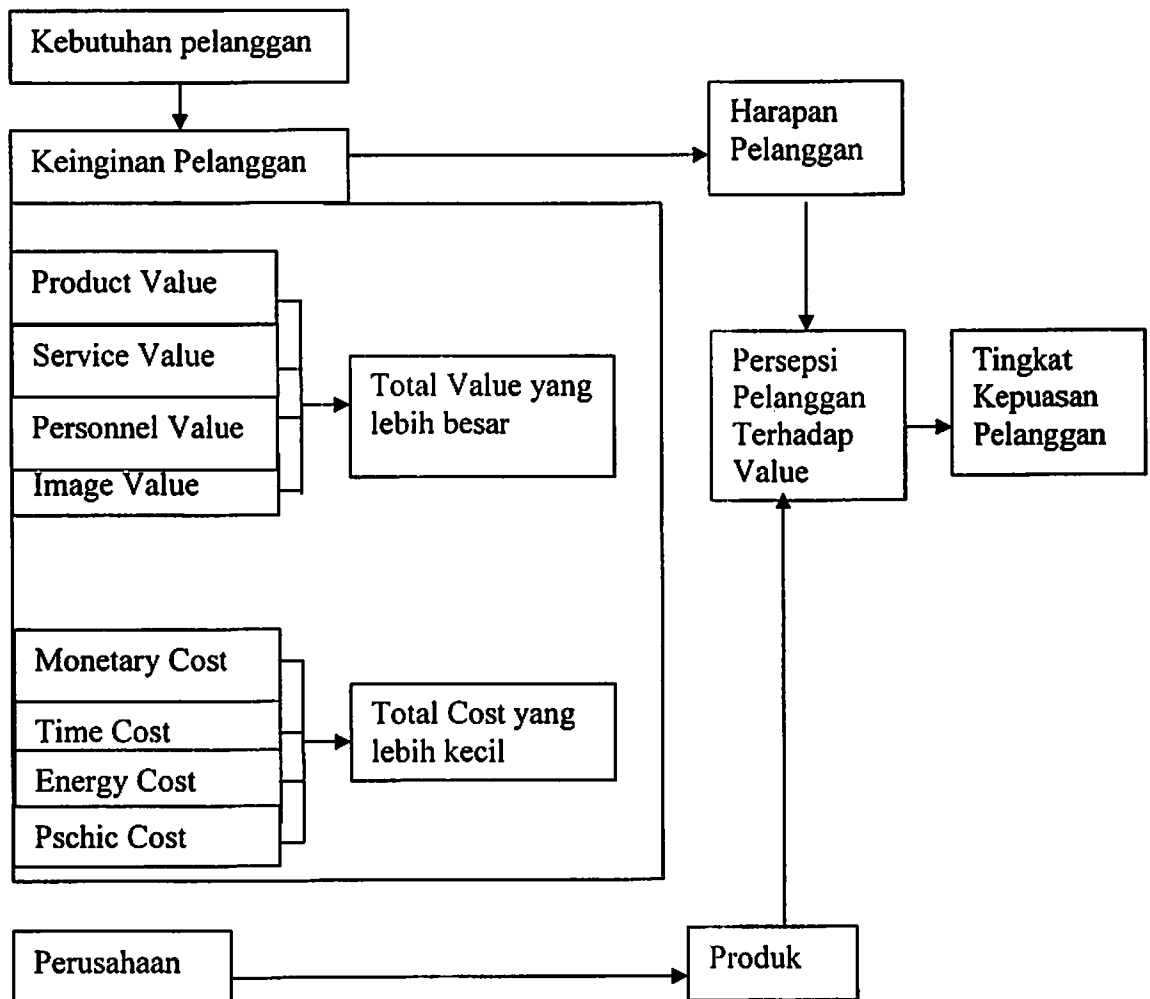 Kebutuhan pelanggan
Keinginan Pelanggan
Harapan
Pelanggan
Product Value
Service Value
Personnel Value
Image Value
Total Value yang
lebih besar
Persepsi
Pelanggan
Terhadap
Value
Tingkat
Kepuasan
Pelanggan
Monetary Cost
Time Cost
Energy Cost
Pschic Cost
Total Cost yang
lebih kecil
Perusahaan
Produk